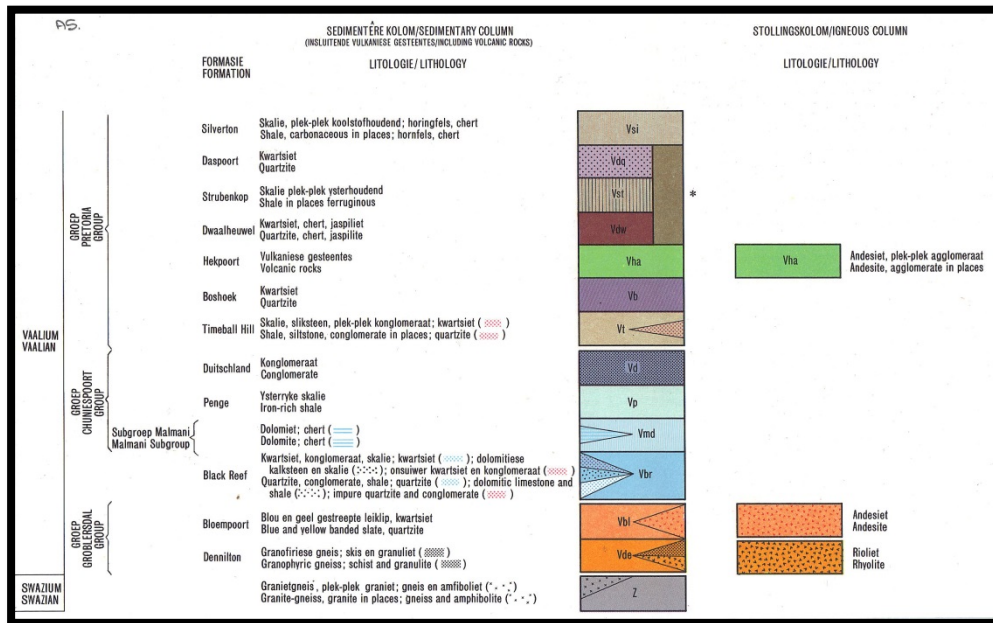 AS.
SEDIMENTÊRE KOLOM/SEDIMENTARY COLUMN
(INSLUITENDE VULKANIESE GESTEENTES/INCLUDING VOLCANIC ROCKS)
STOLLINGSKOLOM/IGNEOUS COLUMN
FORMASIE
FORMATION
LITOLOGIE/LITHOLOGY
LITOLOGIE/LITHOLOGY
VAALIUM
VAALIAN
GROEP
PRETORIA
GROUP
Silverton
Skalie, plek-plek koolstofhoudend; horingfels, chert
Shale, carbonaceous in places; hornfels, chert
Vsi
Daspoort
Kwartsiet
Quartzite
Vdq
Strubenkop
Skalie plek-plek ysterhoudend
Shale in places ferruginous
Vst
*
Dwaalheuwel
Kwartsiet, chert, jaspiliet
Quartzite, chert, jaspilite
Vdw
Hekpoort
Vulkaniese gesteentes
Volcanic rocks
Vha
Vha
Andesiet, plek-plek agglomeraat
Andesite, agglomerate in places
Boshoek
Kwartsiet
Quartzite
Vb
Timeball Hill
Skalie, sliksteen, plek-plek konglomeraat; kwartsiet ( )
Shale, siltstone, conglomerate in places; quartzite ( )
Vt
GROEP
CHUNIESPOORT
GROUP
Duitschland
Konglomeraat
Conglomerate
Vd
Penge
Ysterryke skalie
Iron-rich shale
Vp
Subgroep Malmani
Malmani Subgroup
Dolomiet; chert ( )
Dolomite; chert ( )
Vmd
Black Reef
Kwartsiet, konglomeraat, skalie; kwartsiet ( ); dolomitiese
kalksteen en skalie ( ); onsuiwer kwartsiet en konglomeraat ( )
Quartzite, conglomerate, shale; quartzite ( ); dolomitic limestone and
shale ( ); impure quartzite and conglomerate ( )
Vbr
GROEP
GROBLERSDAL
GROUP
Bloempoort
Blou en geel gestreepte leiklip, kwartsiet
Blue and yellow banded slate, quartzite
Vbl
Andesiet
Andesite
Dennilton
Granofiriese gneis; skis en granuliet ( )
Granophyric gneiss; schist and granulite ( )
Vde
Rioliet
Rhyolite
SWAZIUM
SWAZIAN
Granietgneis, plek-plek graniet; gneis en amfiboliet ( )
Granite-gneiss, granite in places; gneiss and amphibolite ( )
Z